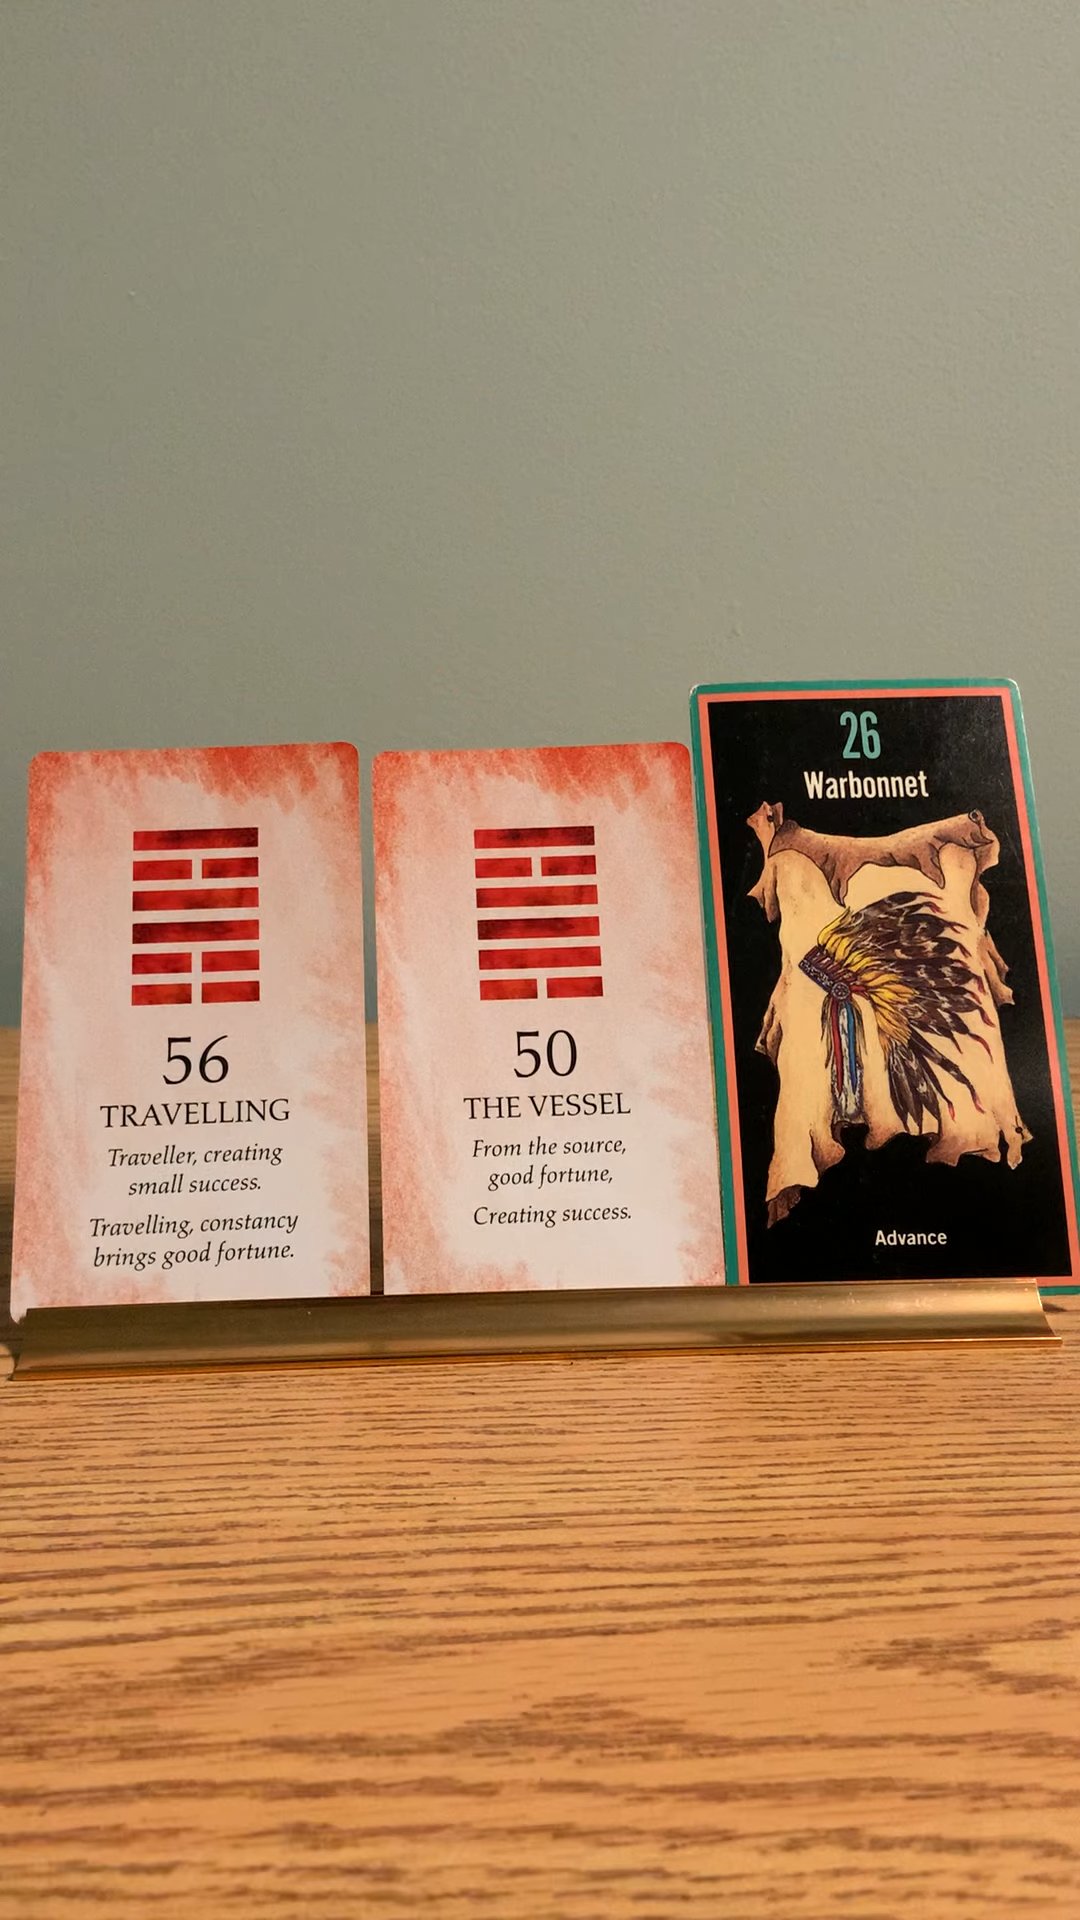 56
TRAVELLING
Traveller, creating
small success.
Travelling, constancy
brings good fortune.
50
THE VESSEL
From the source,
good fortune,
Creating success.
26
Warbonnet
Advance